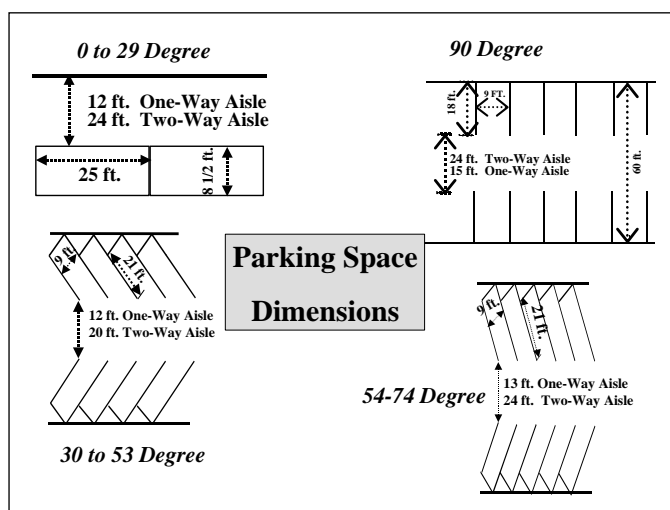 0 to 29 Degree
12 ft. One-Way Aisle
24 ft. Two-Way Aisle
25 ft.
8 1/2 ft.
90 Degree
18 ft.
9 FT.
24 ft. Two-Way Aisle
15 ft. One-Way Aisle
60 ft.
Parking Space
Dimensions
9 ft.
21 ft.
12 ft. One-Way Aisle
20 ft. Two-Way Aisle
30 to 53 Degree
9 ft.
21 ft.
54-74 Degree
13 ft. One-Way Aisle
24 ft. Two-Way Aisle